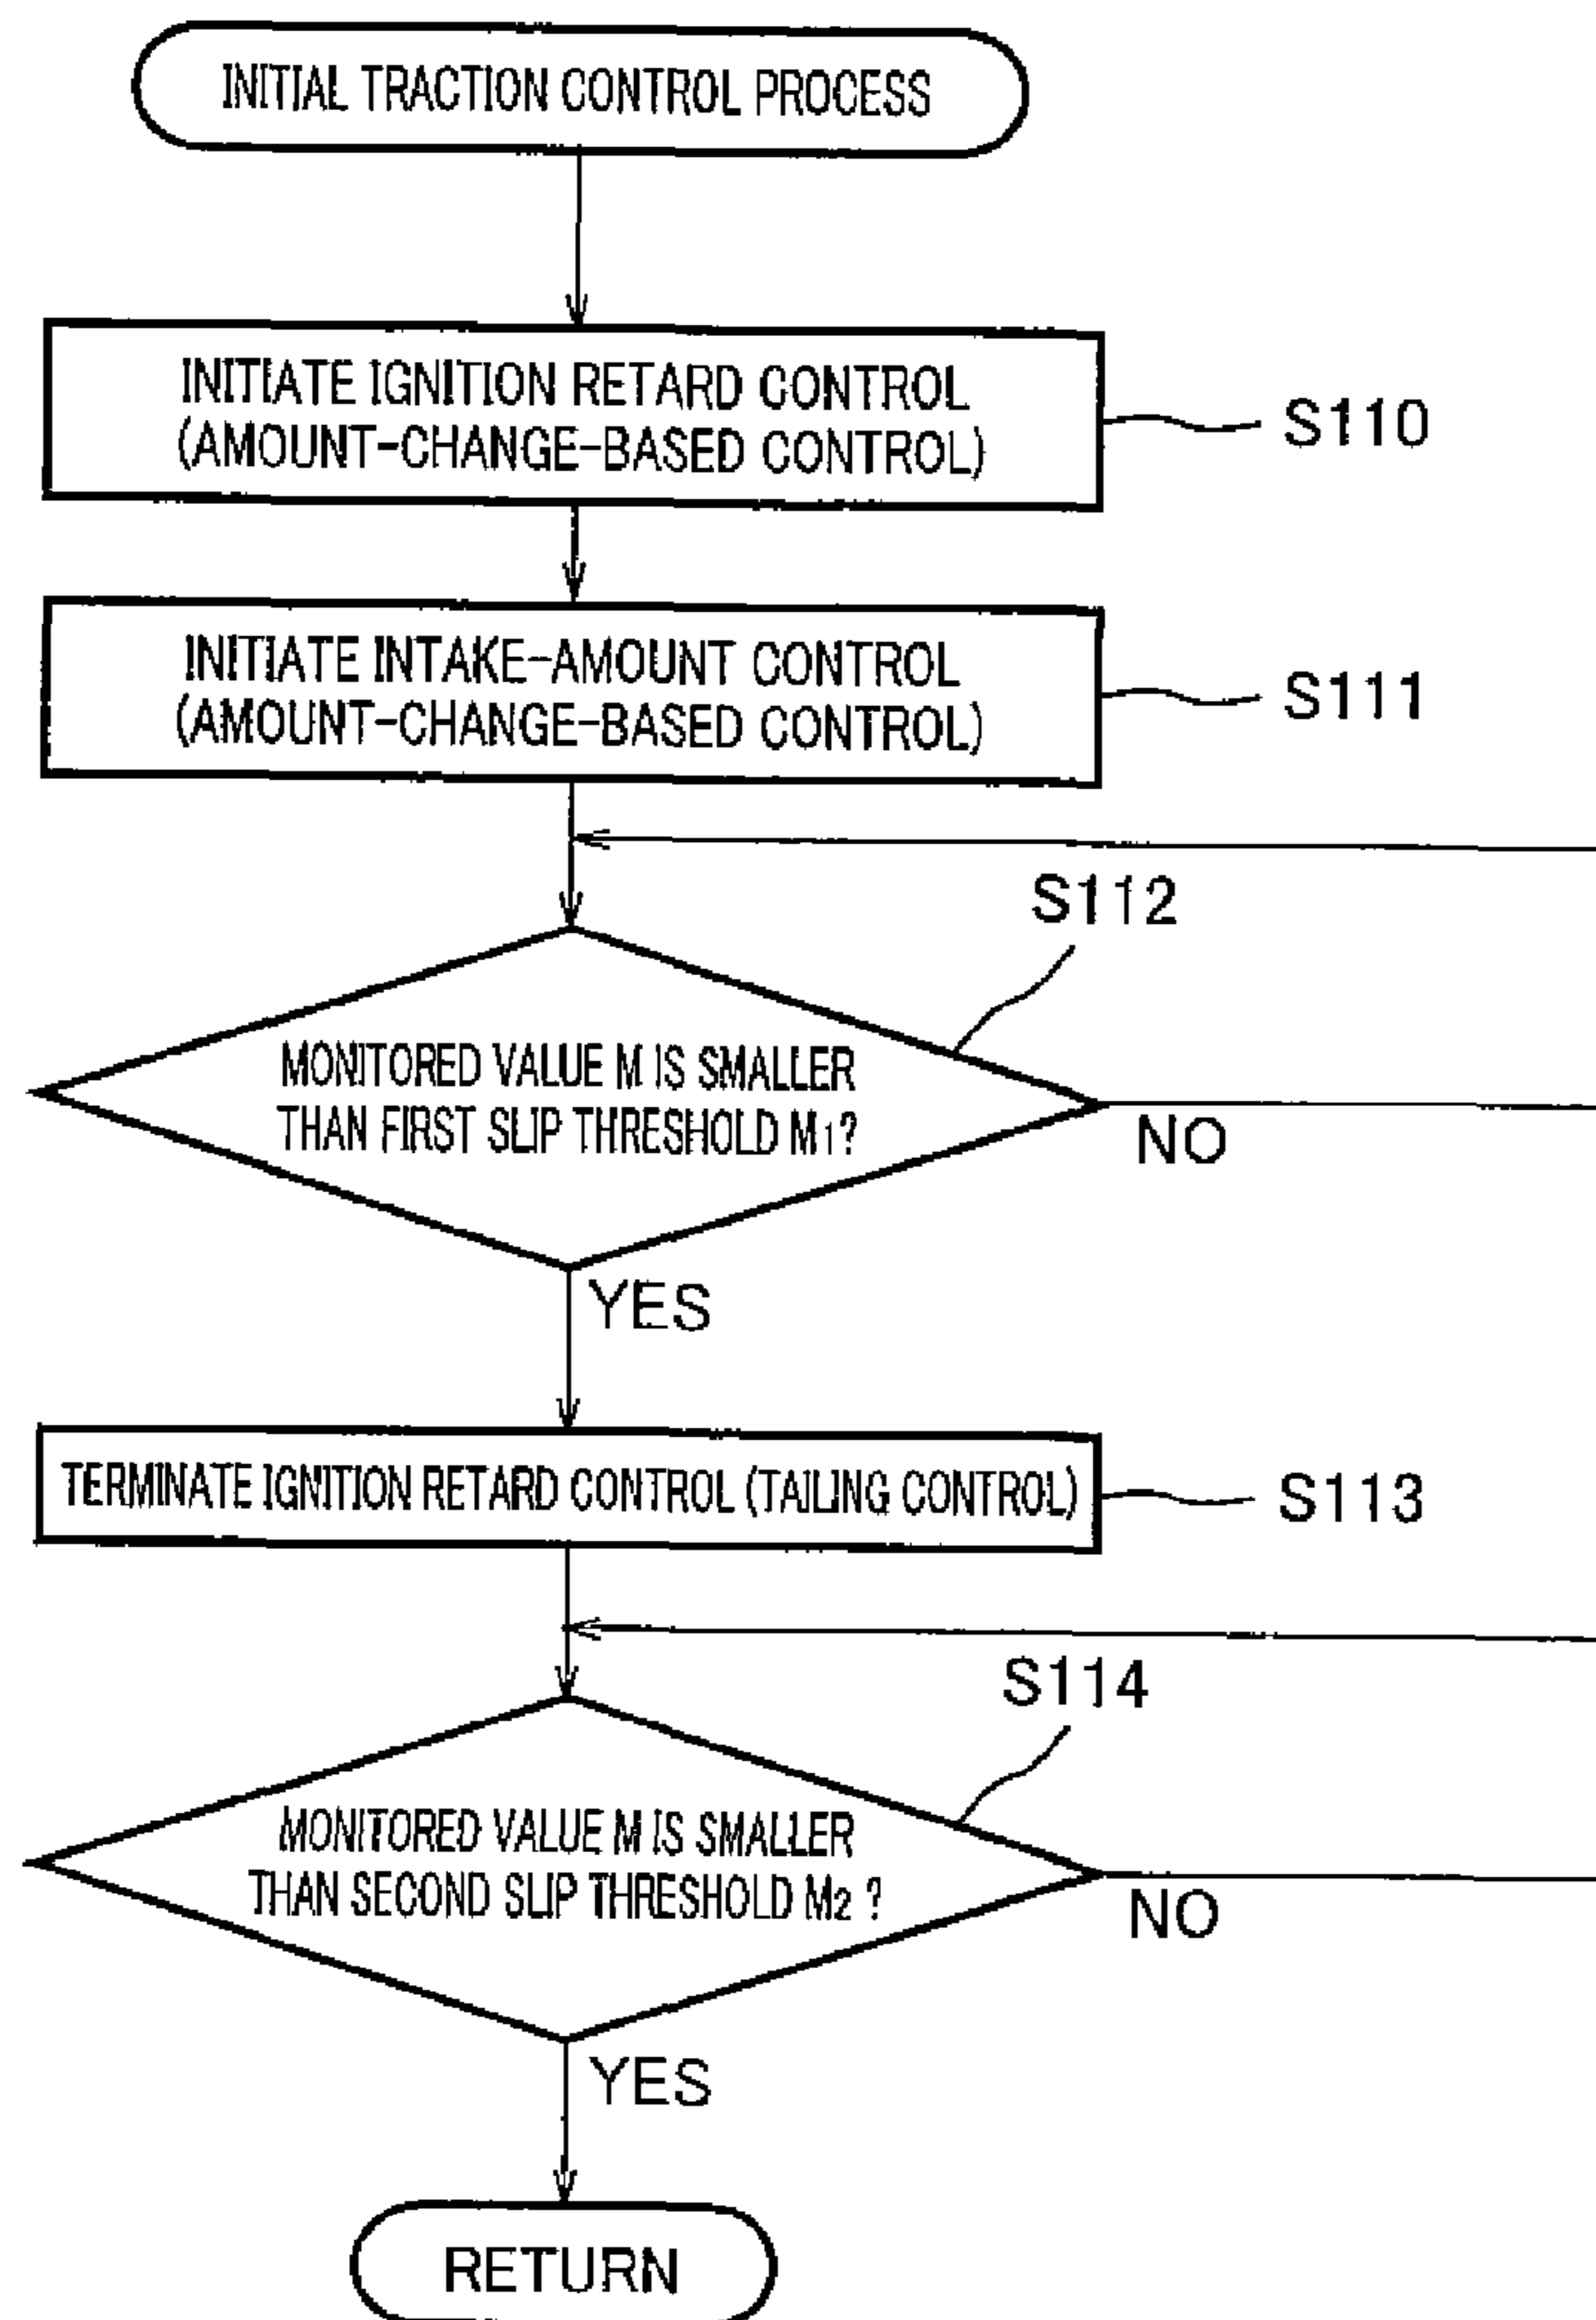 INITIAL TRACTION CONTROL PROCESS
INITIATE IGNITION RETARD CONTROL
(AMOUNT-CHANGE-BASED CONTROL)
S110
INITIATE INTAKE-AMOUNT CONTROL
(AMOUNT-CHANGE-BASED CONTROL)
S111
S112
MONITORED VALUE M IS SMALLER
THAN FIRST SLIP THRESHOLD M1?
NO
YES
TERMINATE IGNITION RETARD CONTROL (TAILING CONTROL)
S113
S114
MONITORED VALUE M IS SMALLER
THAN SECOND SLIP THRESHOLD M2 ?
NO
YES
RETURN